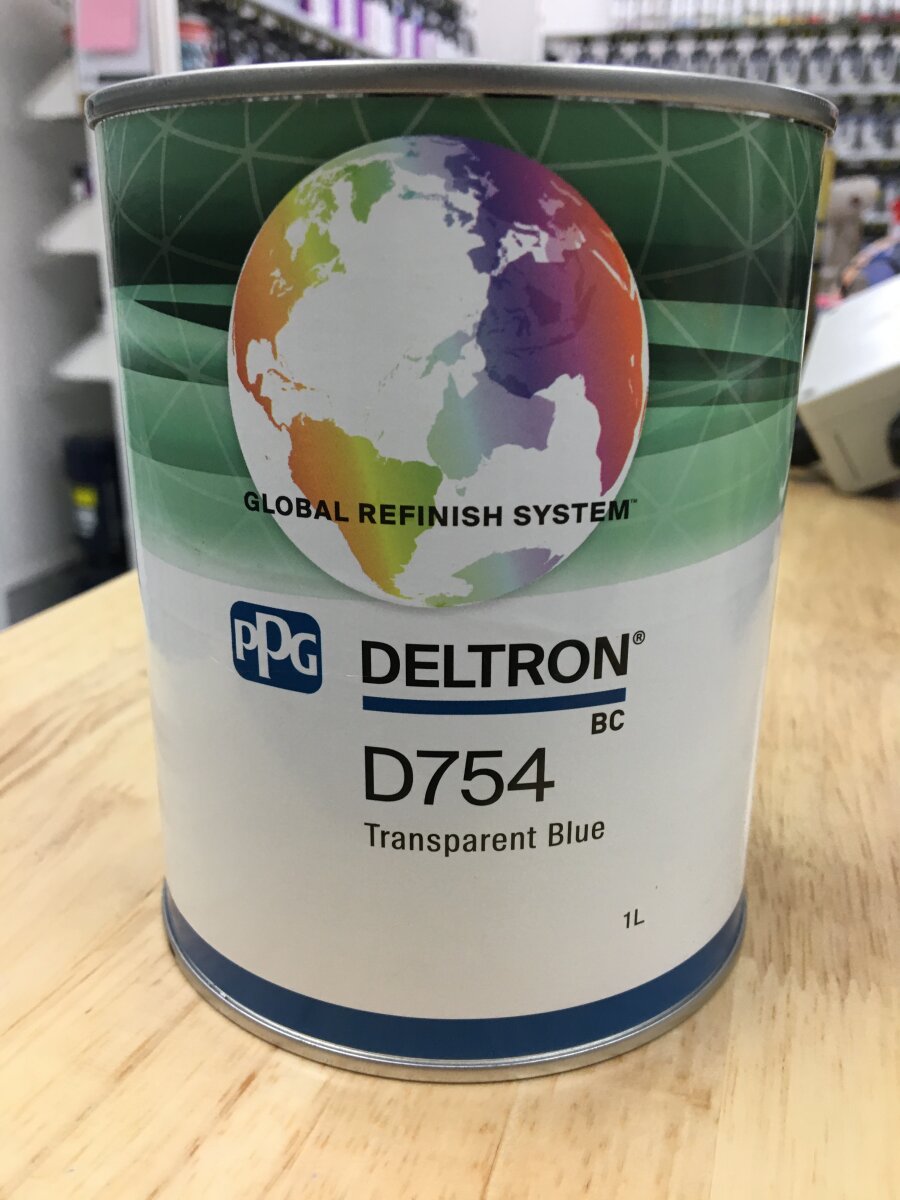 GLOBAL REFINISH SYSTEM™
PPG
DELTRON®
BC
D754
Transparent Blue
1L